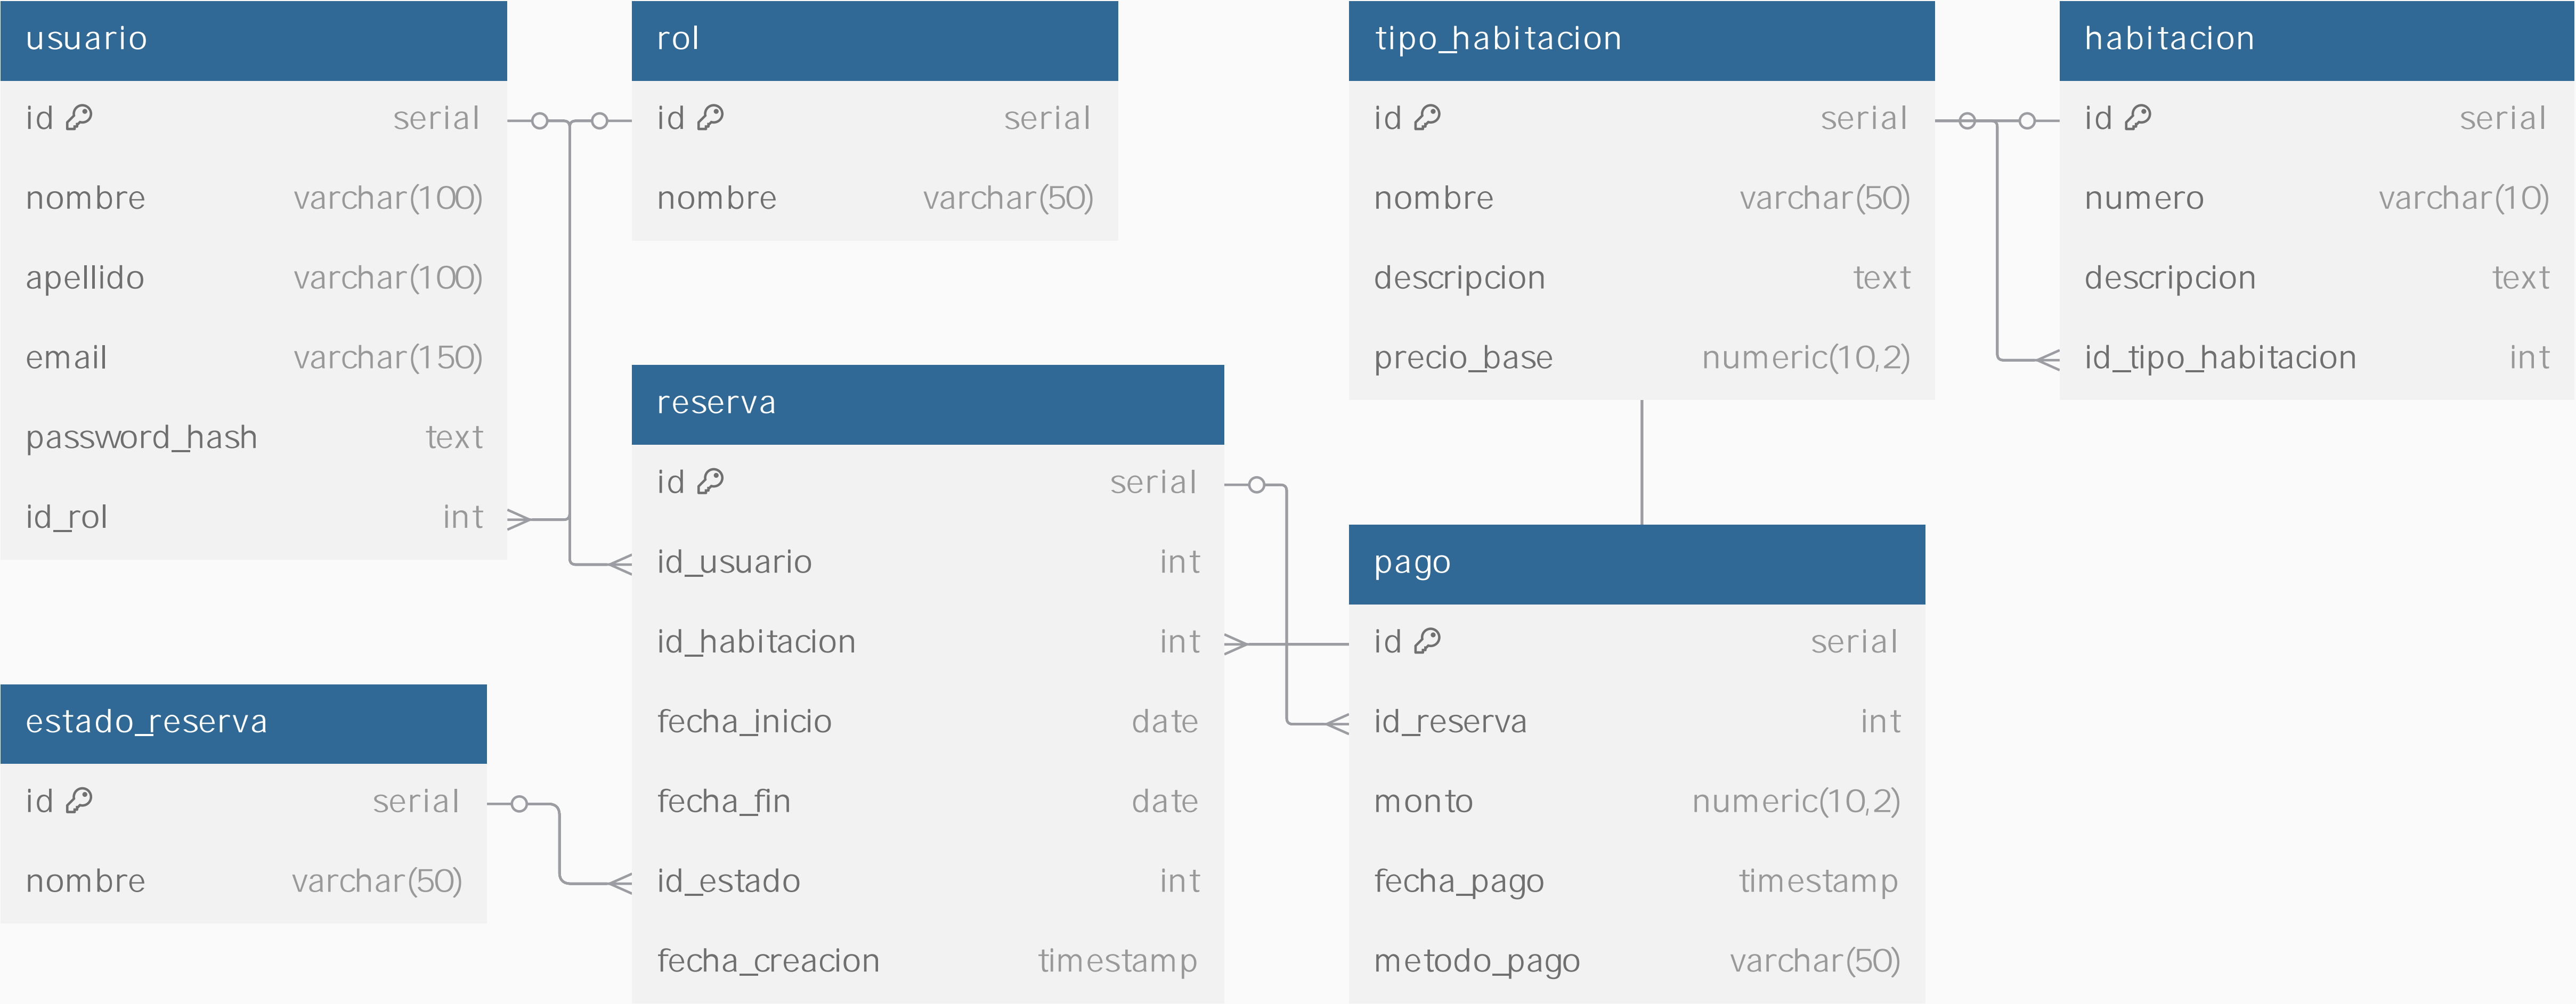 usuario
id serial
nombre varchar(100)
apellido varchar(100)
email varchar(150)
password_hash text
id_rol int
rol
id serial
nombre varchar(50)
tipo_habitacion
id serial
nombre varchar(50)
descripcion text
precio_base numeric(10,2)
habitacion
id serial
numero varchar(10)
descripcion text
id_tipo_habitacion int
reserva
id serial
id_usuario int
id_habitacion int
fecha_inicio date
fecha_fin date
id_estado int
fecha_creacion timestamp
pago
id serial
id_reserva int
monto numeric(10,2)
fecha_pago timestamp
metodo_pago varchar(50)
estado_reserva
id serial
nombre varchar(50)